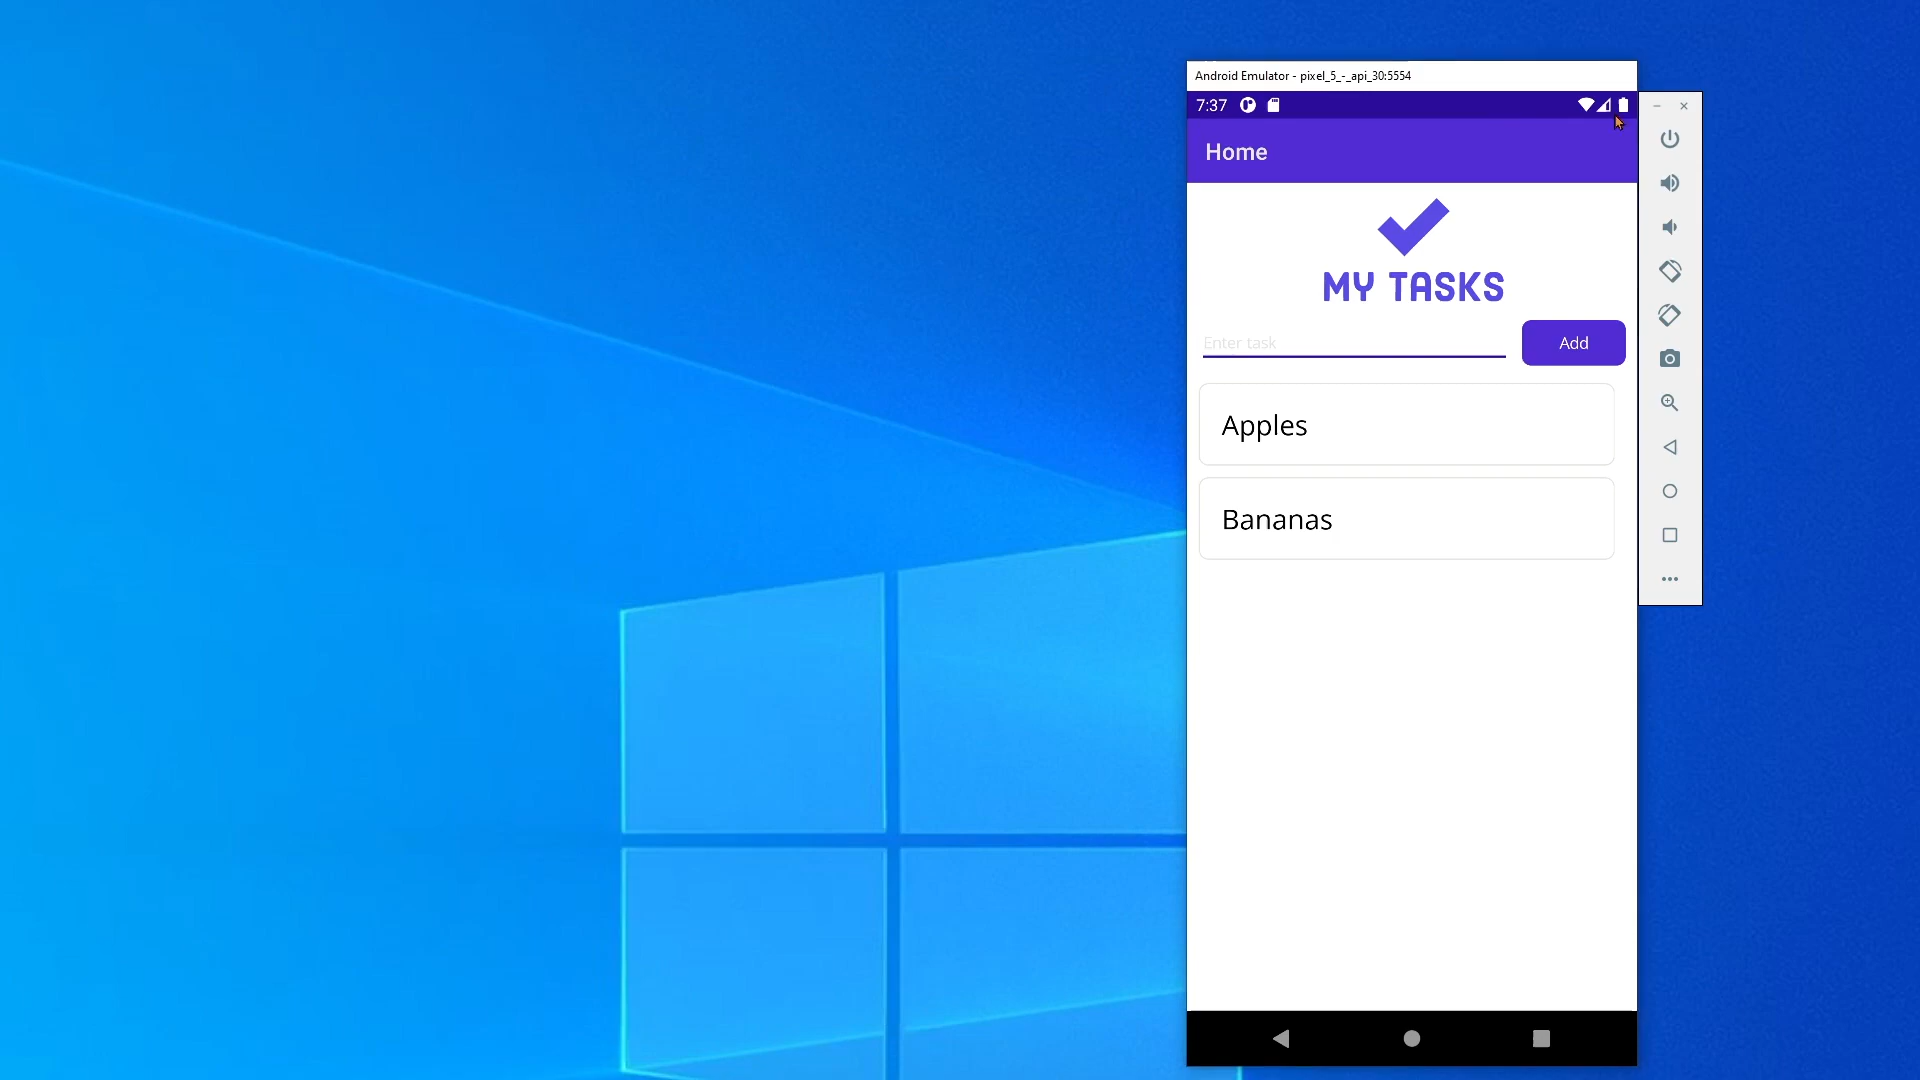 Android Emulator - pixel_5_-_api_30:5554
7:37
Home
MY TASKS
Enter task
Add
Apples
Bananas